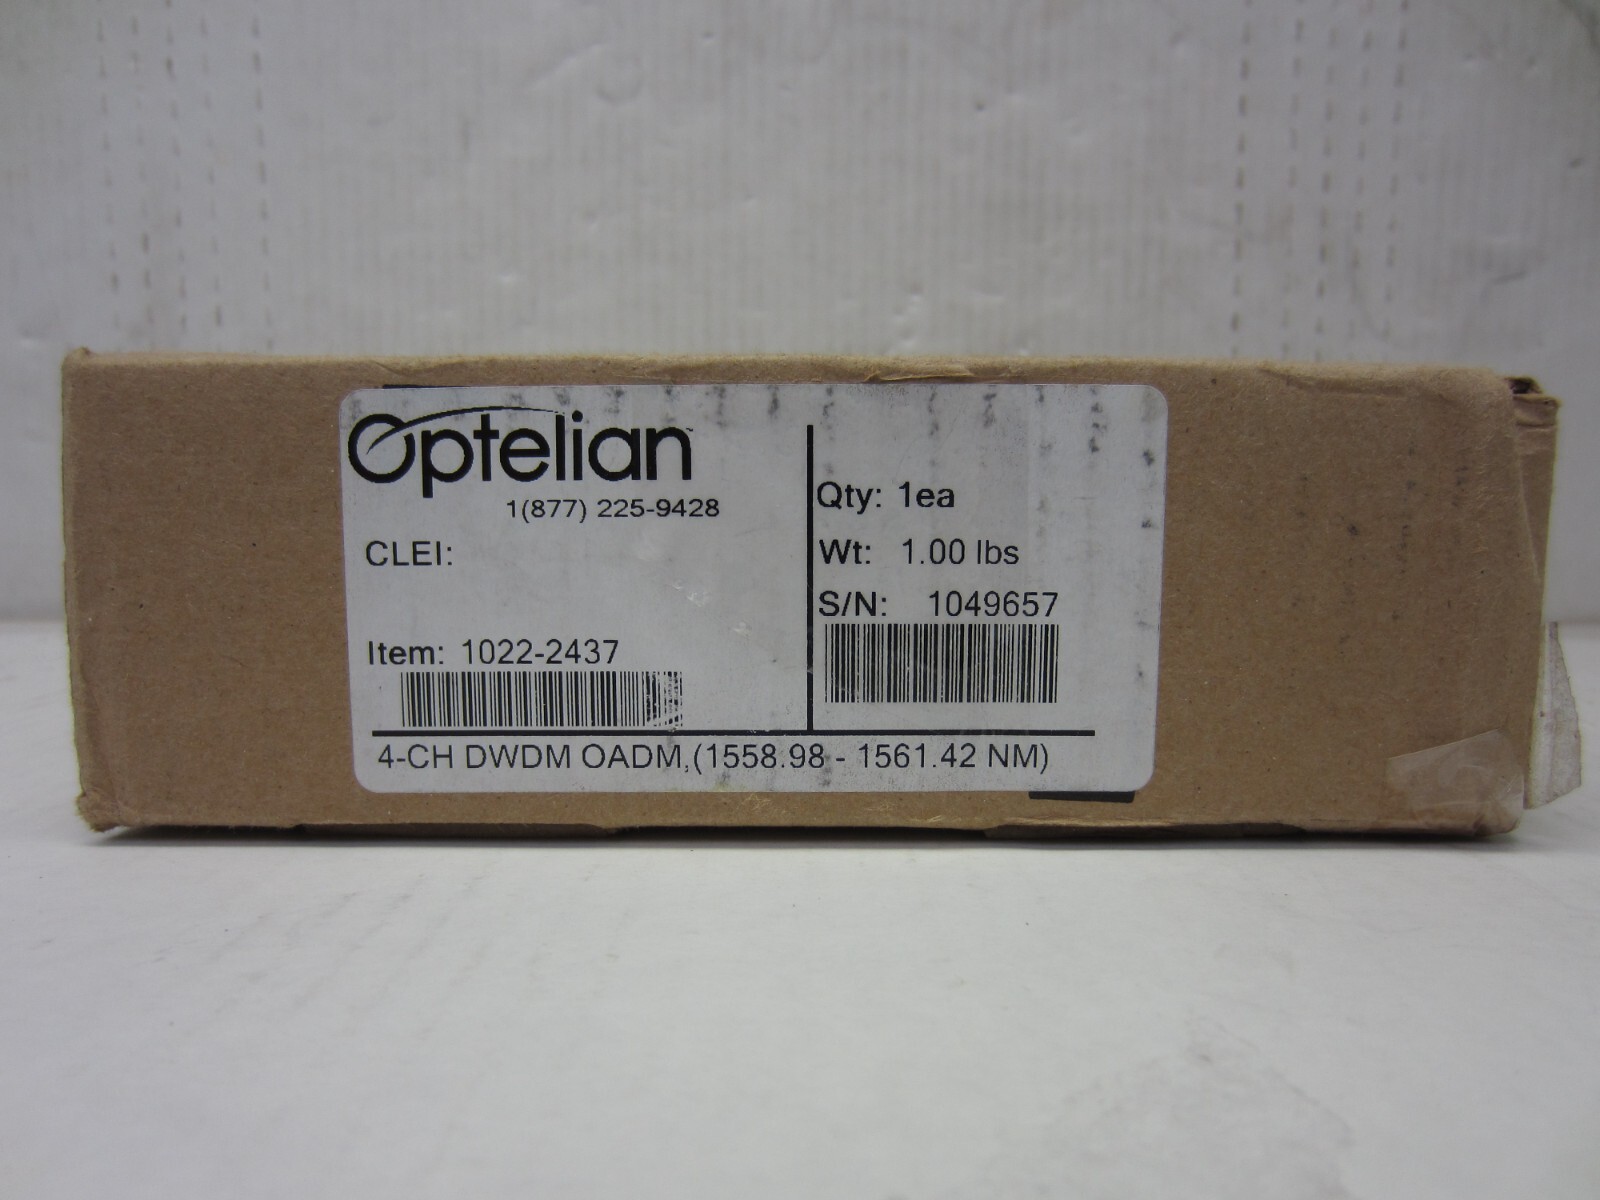 Optelian
1(877) 225-9428
CLEI:
Item: 1022-2437
Qty: 1ea
Wt: 1.00 lbs
S/N: 1049657
4-CH DWDM OADM,(1558.98 - 1561.42 NM)